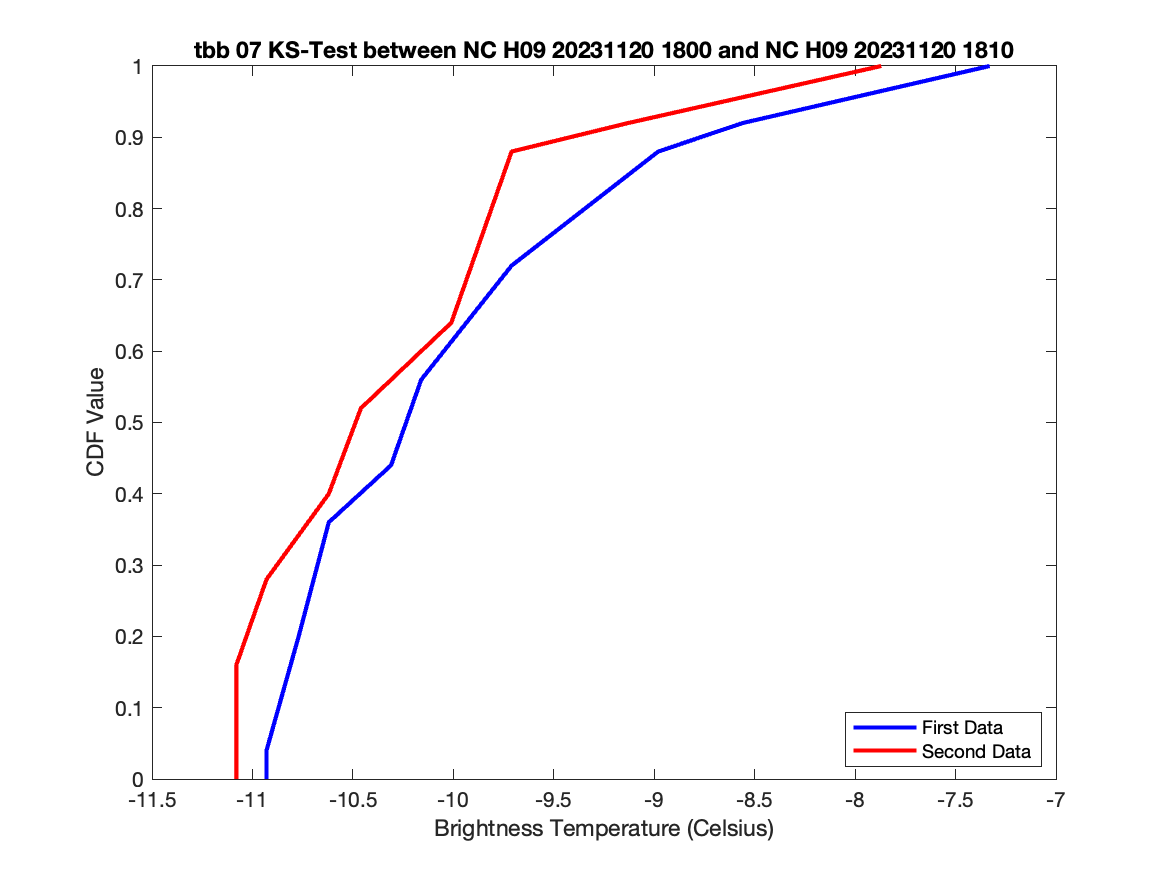 tbb 07 KS-Test between NC H09 20231120 1800 and NC H09 20231120 1810
1
0.9
0.8
0.7
0.6
0.5
0.4
0.3
0.2
0.1
0
CDF Value
First Data
Second Data
-11.5 -11 -10.5 -10 -9.5 -9 -8.5 -8 -7.5 -7
Brightness Temperature (Celsius)